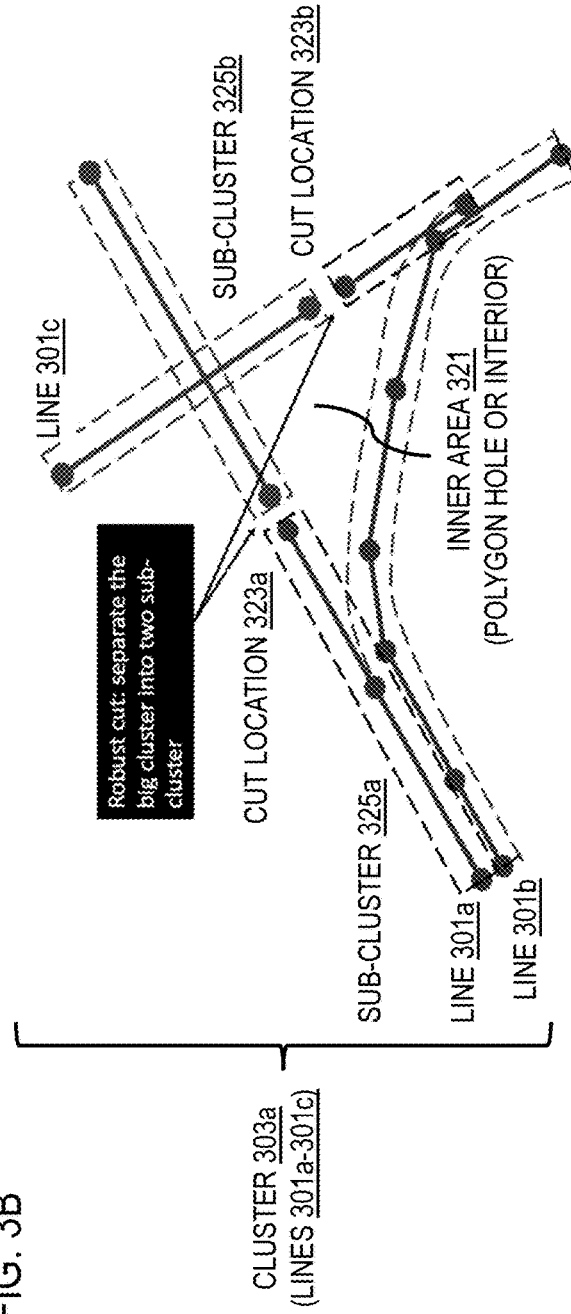 FIG. 3B
CLUSTER 303a
(LINES 301a-301c)
LINE 301c
Robust cut: separate the
big cluster into two sub-
cluster
SUB-CLUSTER 325b
CUT LOCATION 323a
CUT LOCATION 323b
SUB-CLUSTER 325a
LINE 301a
LINE 301b
INNER AREA 321
(POLYGON HOLE OR INTERIOR)